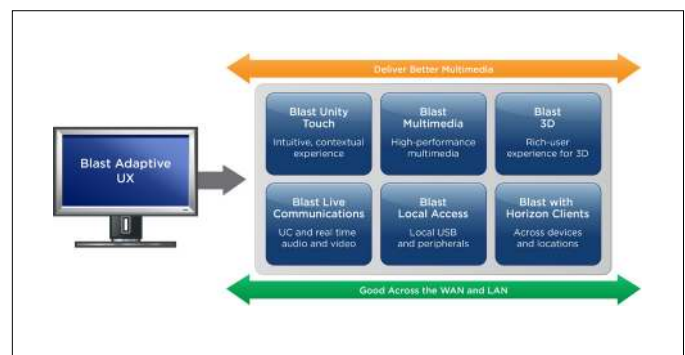 Deliver Better Multimedia
Blast Adaptive
UX
Blast Unity
Touch
Intuitive, contextual
experience
Blast
Multimedia
High-performance
multimedia
Blast
3D
Rich-user
experience for 3D
Blast Live
Communications
UC and real time
audio and video
Blast
Local Access
Local USB
and peripherals
Blast with
Horizon Clients
Across devices
and locations
Good Across the WAN and LAN